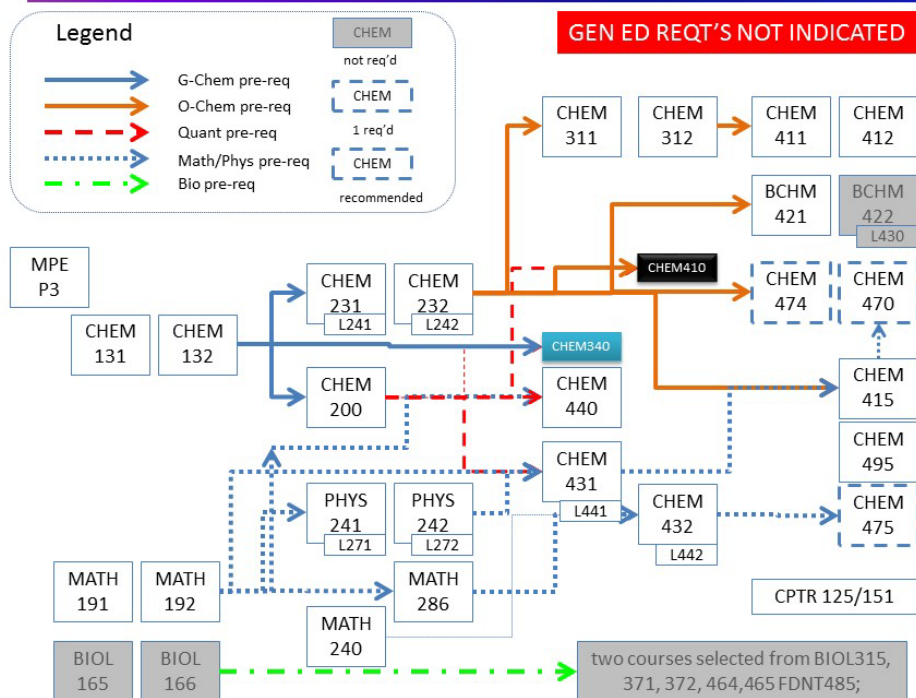 Legend
CHEM
not req'd
G-Chem pre-req
O-Chem pre-req
CHEM
Quant pre-req
1 req'd
Math/Phys pre-req
CHEM
Bio pre-req
recommended
GEN ED REQT'S NOT INDICATED
CHEM
311
CHEM
312
CHEM
411
CHEM
412
BCHM
421
BCHM
422
L430
MPE
P3
CHEM
231
L241
CHEM
232
L242
CHEM410
CHEM
474
CHEM
470
CHEM
131
CHEM
132
CHEM340
CHEM
200
CHEM
440
CHEM
415
CHEM
431
L441
CHEM
495
PHYS
241
L271
PHYS
242
L272
CHEM
432
L442
CHEM
475
MATH
191
MATH
192
MATH
286
CPTR 125/151
MATH
240
BIOL
165
BIOL
166
two courses selected from BIOL315,
371, 372, 464,465 FDNT485;